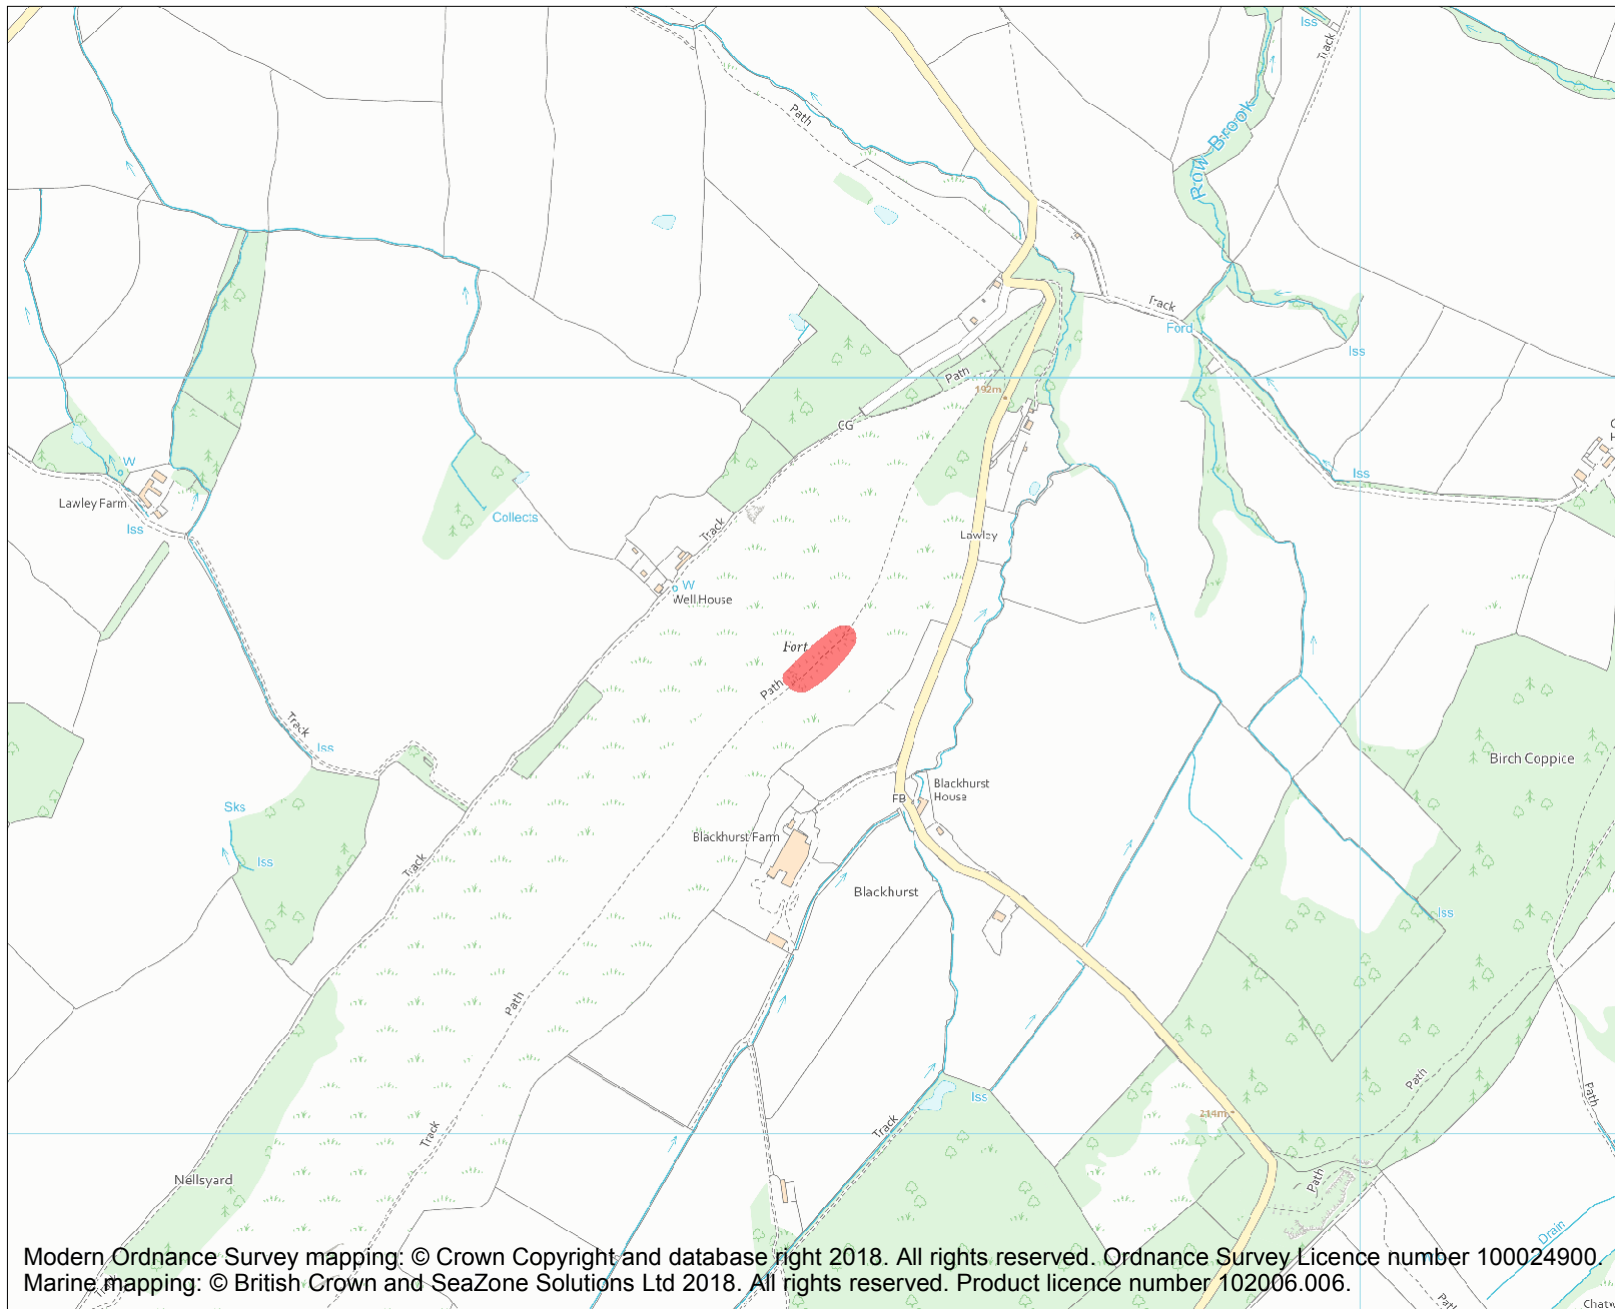 Iss
Track
Path
Row Brook
Track
Ford
Iss
Path
192m
CG
W
Lawley Farm
Iss
Iss
Collects
Track
Lawley
W
Well House
Fort
Path
Track
Iss
Birch Coppice
Blackhurst
House
FB
Sks
Iss
Blackhurst Farm
Track
Blackhurst
Iss
Path
Path
Path
Iss
214m
Track
Track
Path
Nellsyard
Drain
Modern Ordnance Survey mapping: © Crown Copyright and database right 2018. All rights reserved. Ordnance Survey Licence number 100024900.
Marine mapping: © British Crown and SeaZone Solutions Ltd 2018. All rights reserved. Product licence number 102006.006.
Track
Path